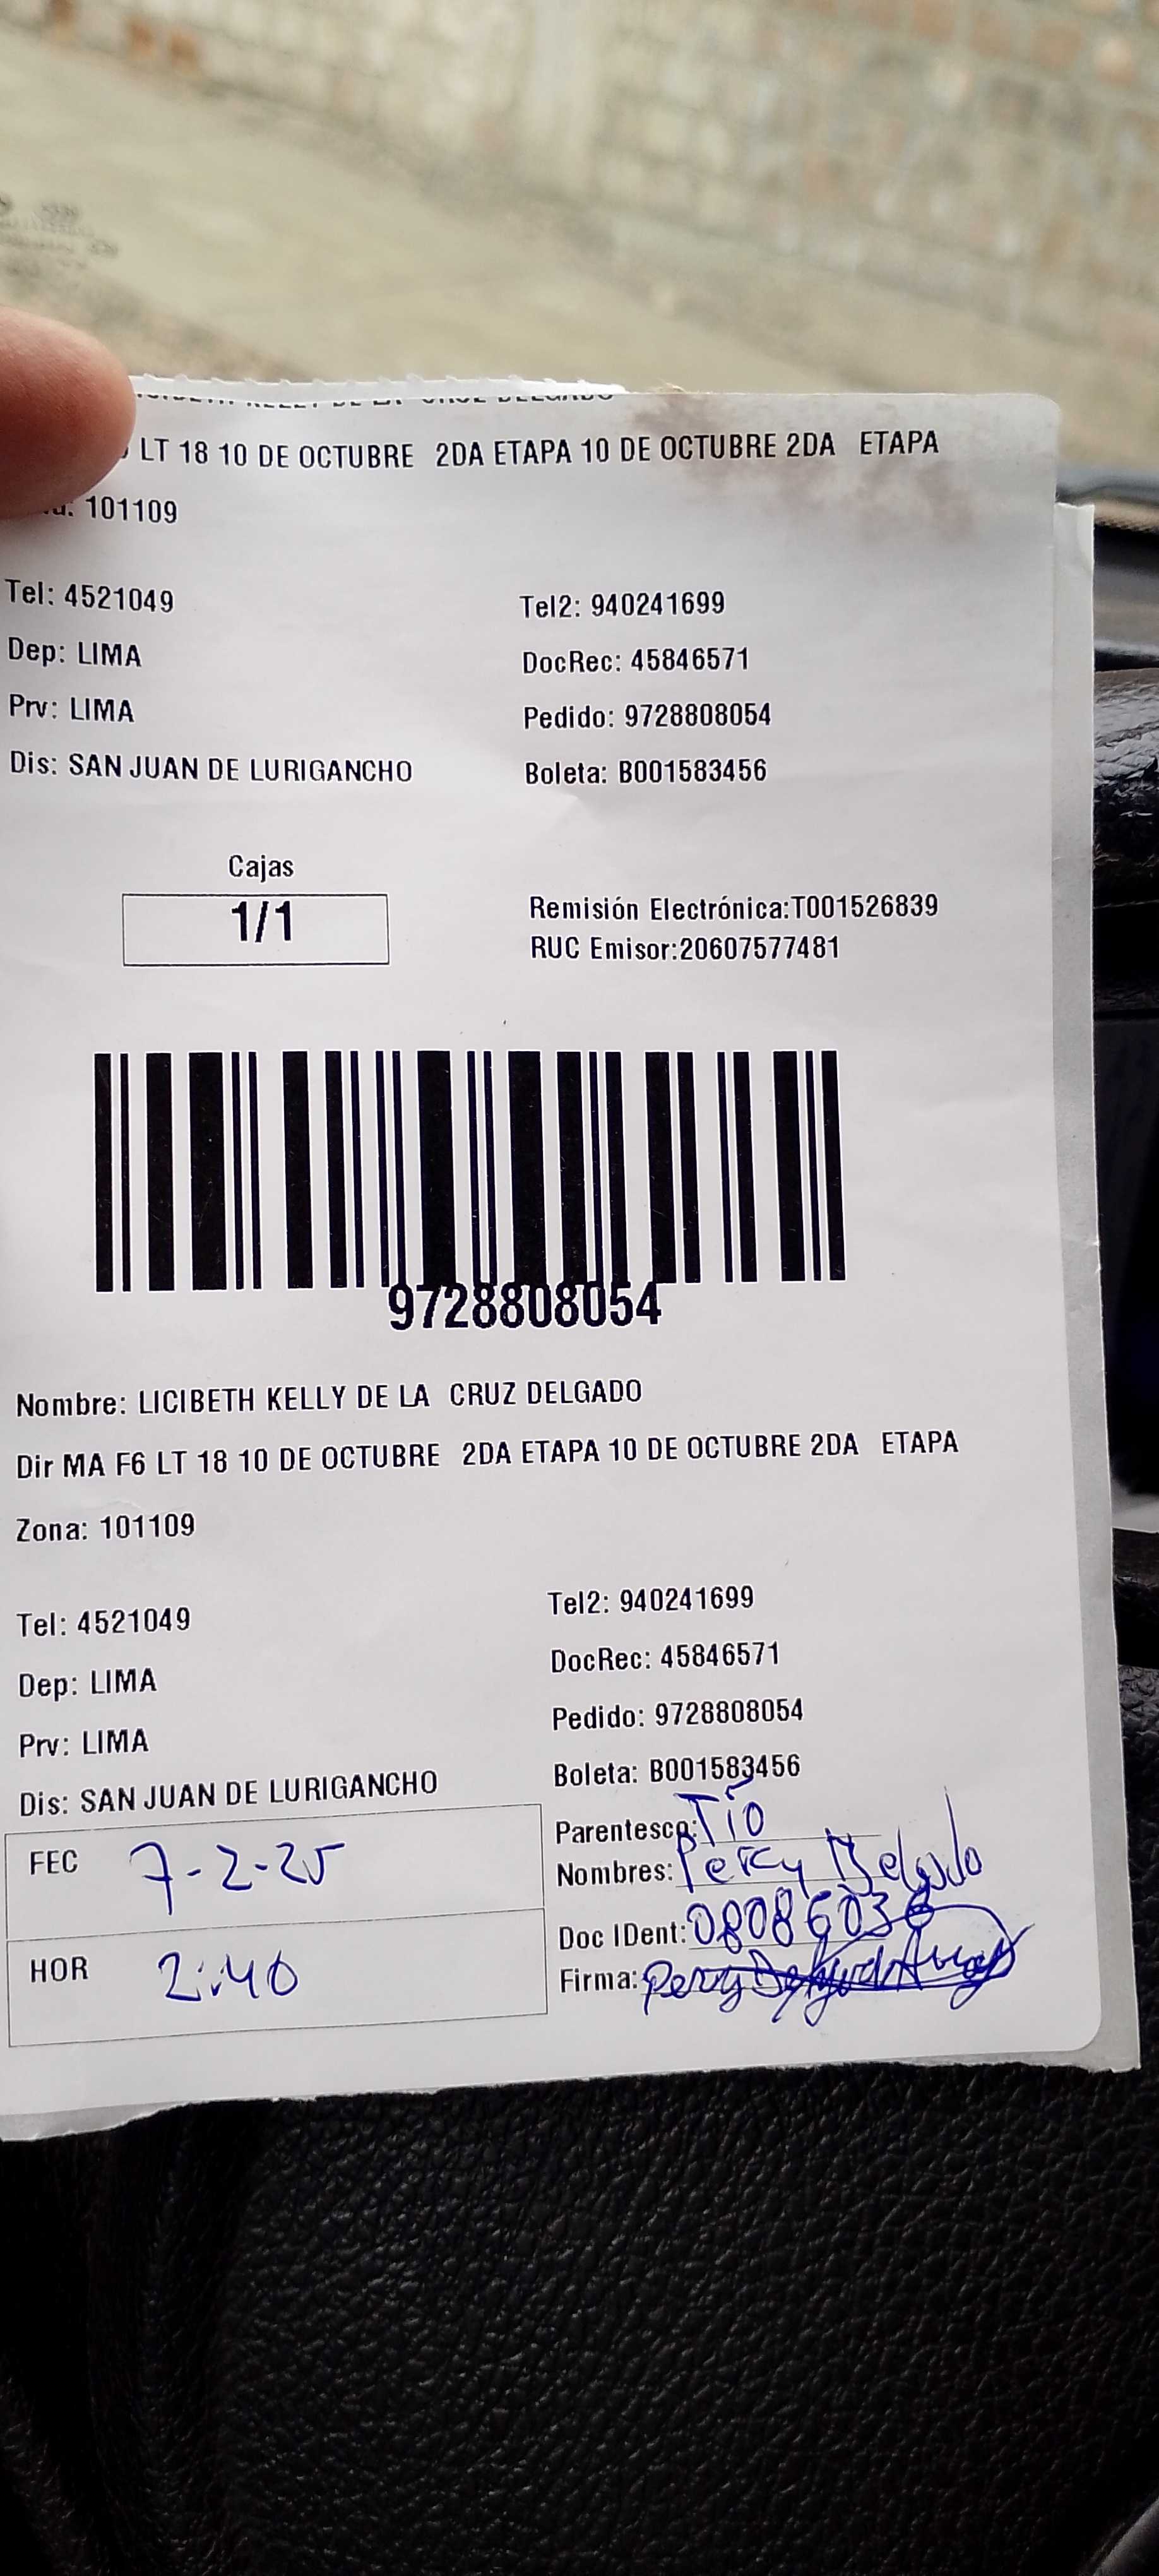 LT 18 10 DE OCTUBRE 2DA ETAPA 10 DE OCTUBRE 2DA ETAPA
101109
Tel: 4521049 Tel2: 940241699
Dep: LIMA DocRec: 45846571
Prv: LIMA Pedido: 9728808054
Dis: SAN JUAN DE LURIGANCHO Boleta: B001583456
Cajas
1/1
Remisión Electrónica:T001526839
RUC Emisor:20607577481
9728808054
Nombre: LICIBETH KELLY DE LA CRUZ DELGADO
Dir MA F6 LT 18 10 DE OCTUBRE 2DA ETAPA 10 DE OCTUBRE 2DA ETAPA
Zona: 101109
Tel: 4521049 Tel2: 940241699
Dep: LIMA DocRec: 45846571
Prv: LIMA Pedido: 9728808054
Dis: SAN JUAN DE LURIGANCHO Boleta: B001583456
FEC 7-2-25
HOR 2:40
Parentesco: Tío
Nombres: Percy Delgado
Doc IDent: 08086036
Firma: Percy Delgado